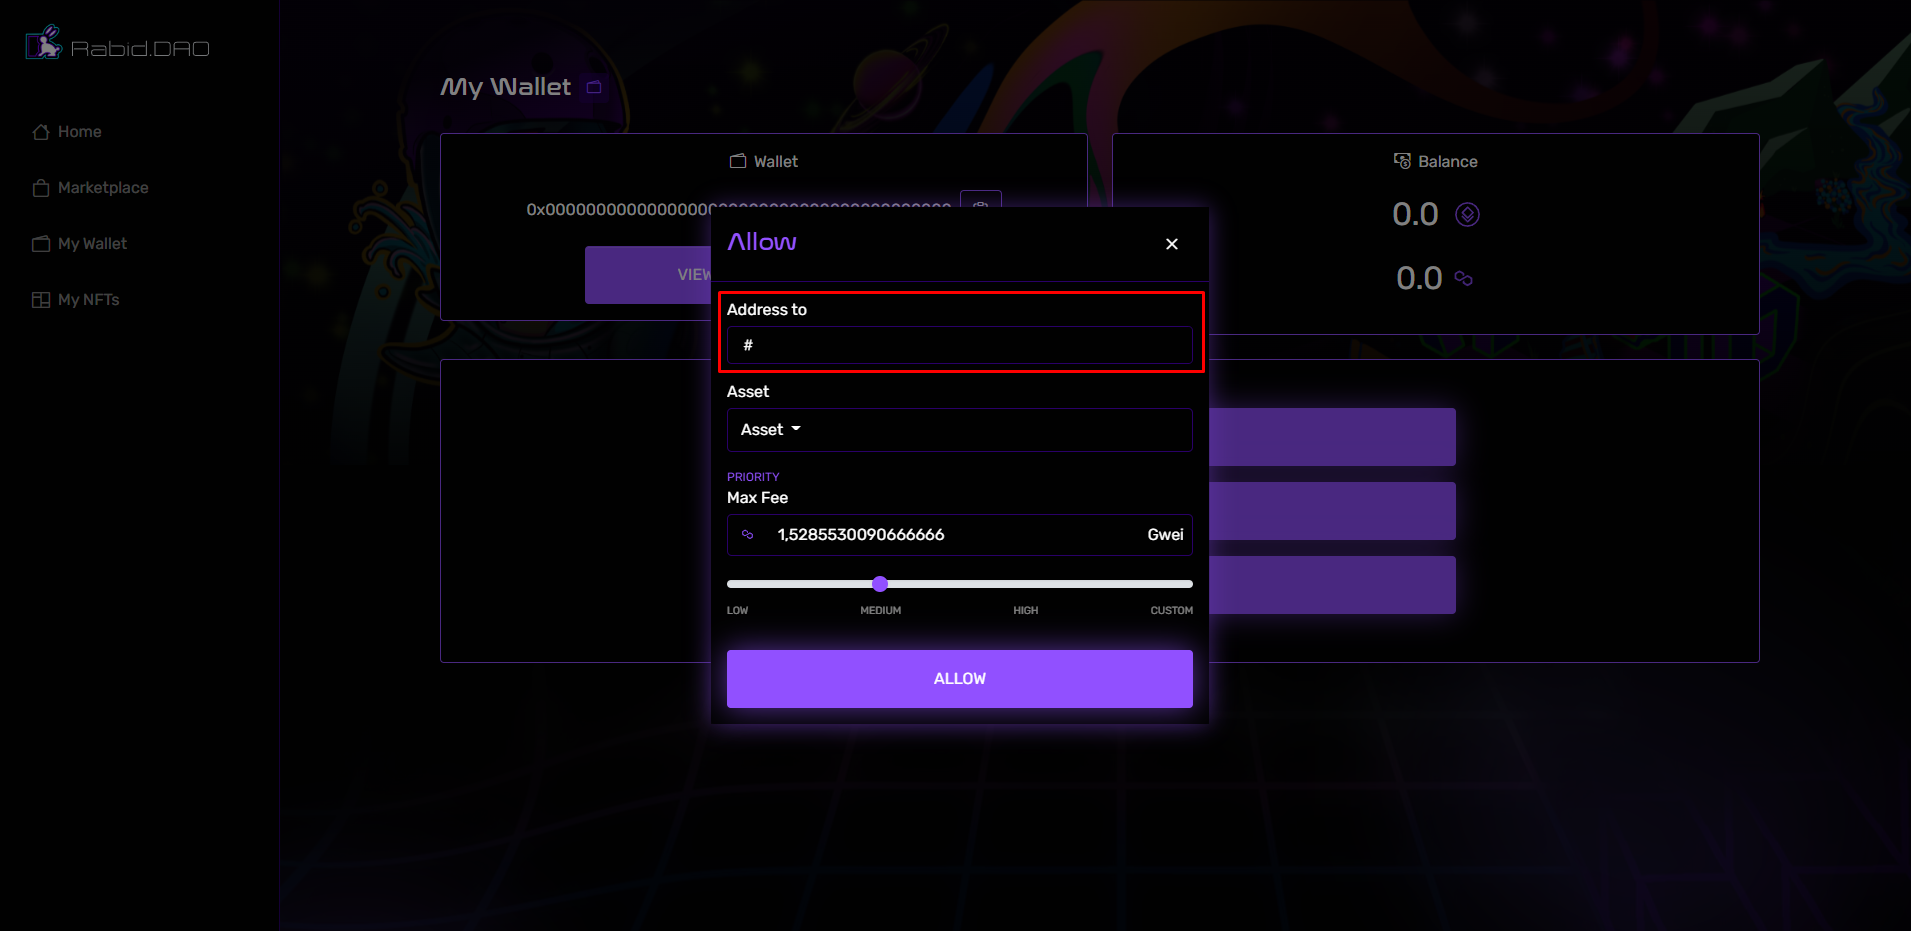 Rabid.DAO
Home
Marketplace
My Wallet
My NFTs
My Wallet
Wallet
VIEW
Balance
0.0
0.0
Allow
Address to
#
Asset
Asset
PRIORITY
Max Fee
1,5285530090666666 Gwei
LOW MEDIUM HIGH CUSTOM
ALLOW